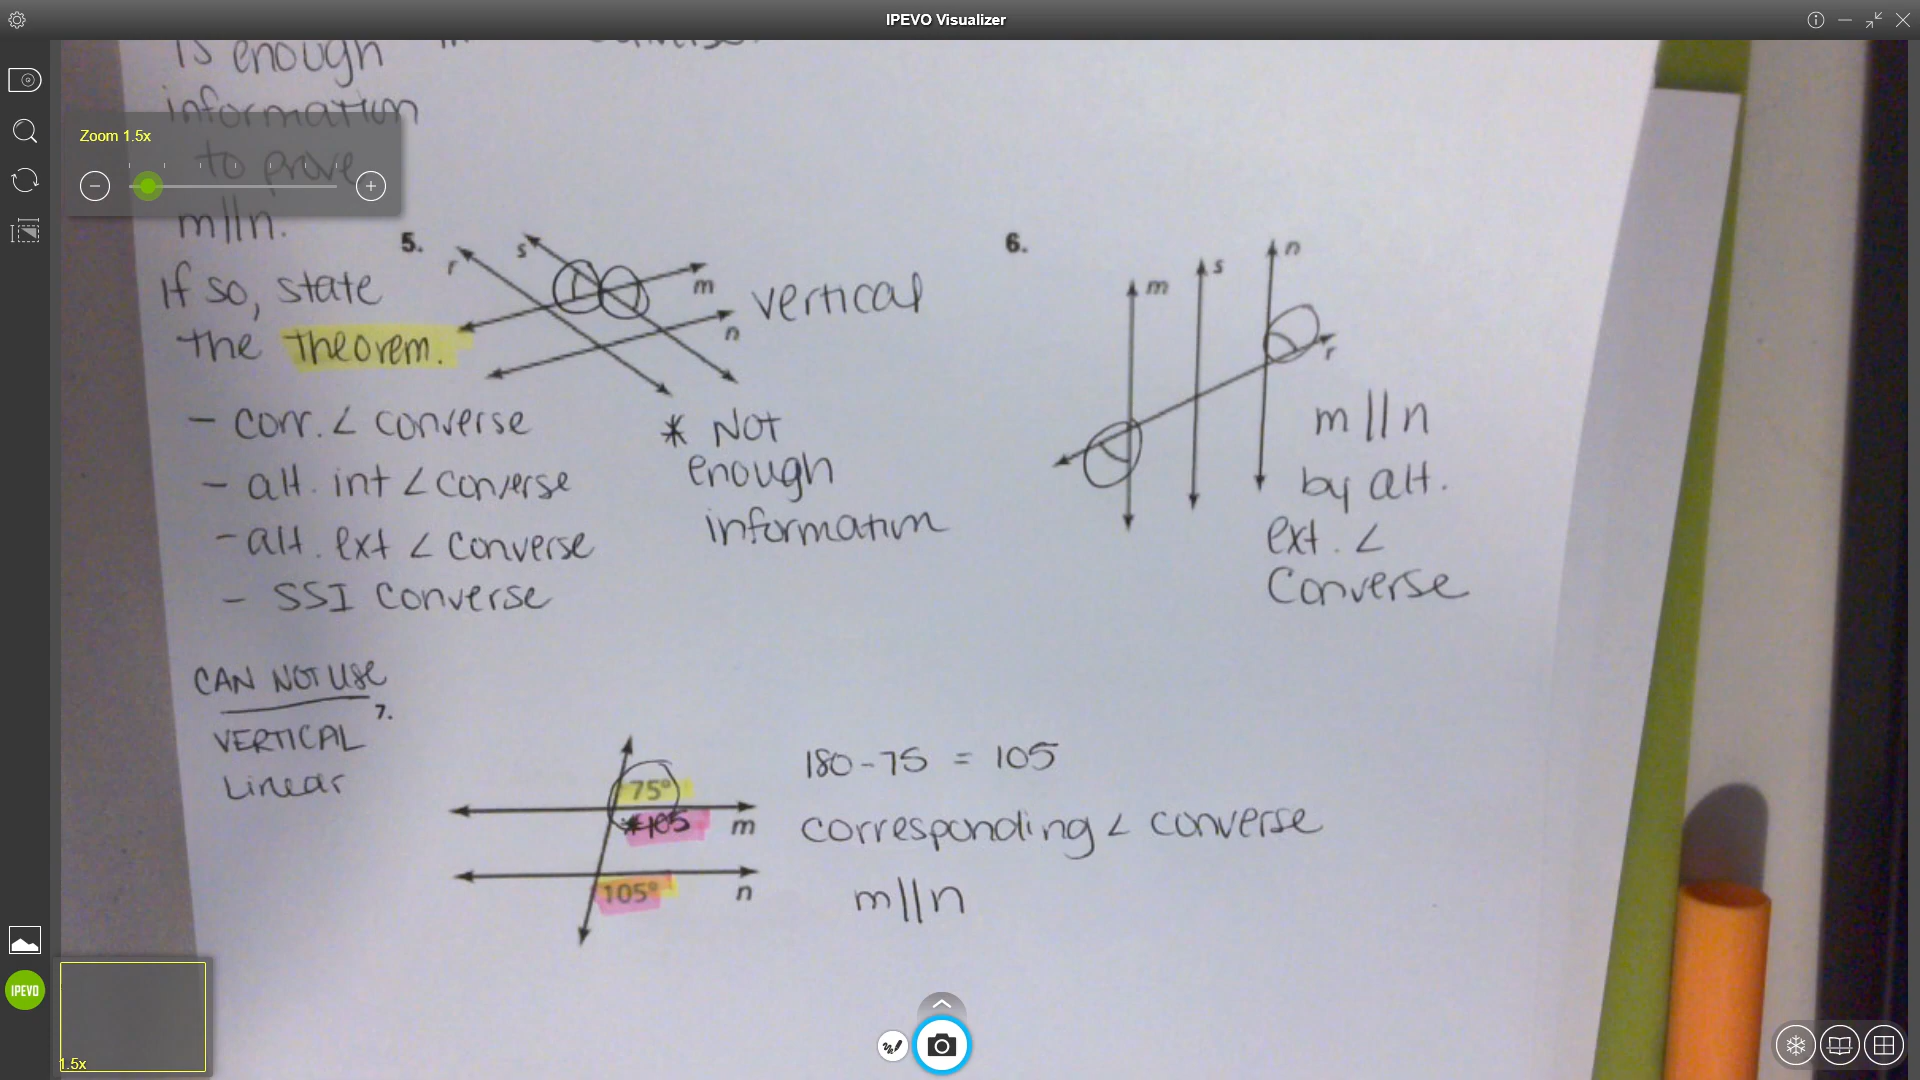 IPEVO Visualizer
is enough
information
Zoom 1.5x
to prove
m||n.
If so, state
the theorem.
- corr. ∠ converse
- alt. int ∠ converse
- alt. ext ∠ converse
- SSI converse
CAN NOT USE
VERTICAL
Linear
5.
r
s
m
n
vertical
* Not
enough
information
6.
m
s
n
r
m||n
by alt.
ext. ∠
Converse
7.
75°
*105
m
105°
n
180-75 = 105
corresponding ∠ converse
m||n
IPEVO
1.5x